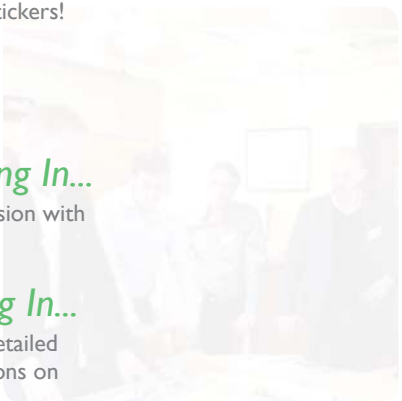 tickers!
ng In...
sion with
g In...
etailed
ons on